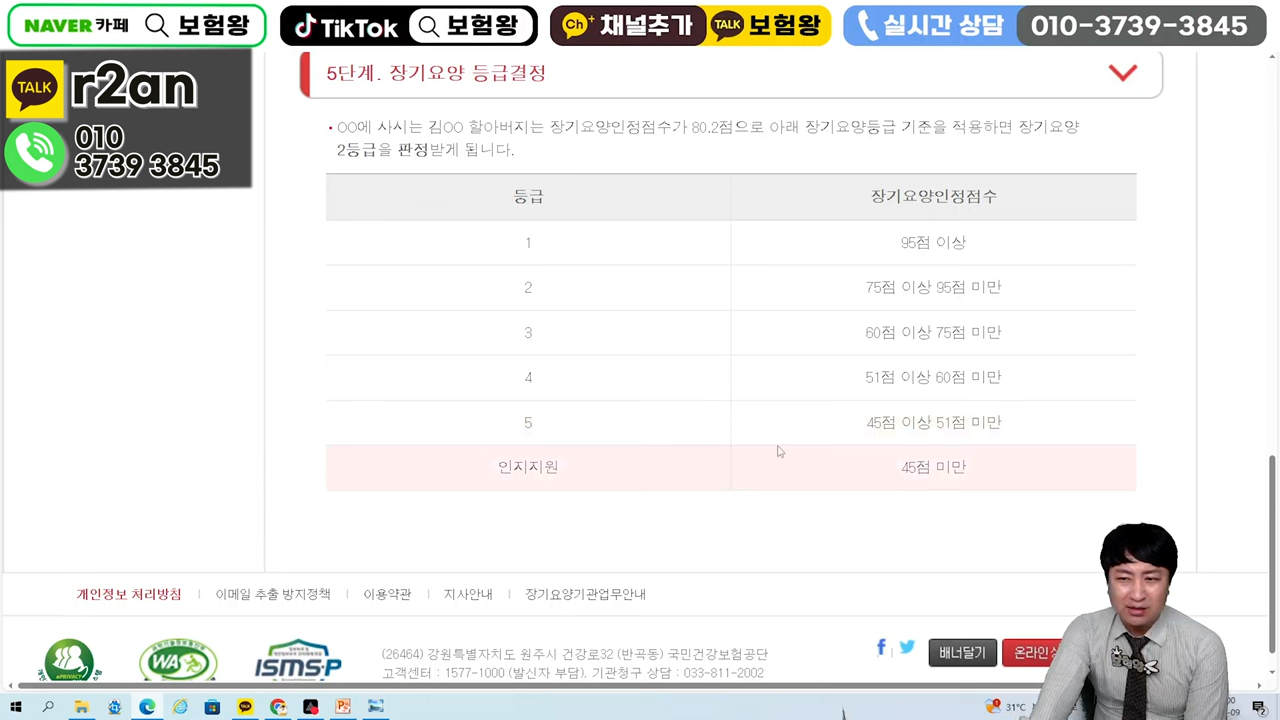 NAVER 카페 보험왕
TikTok 보험왕
Ch+ 채널추가 TALK 보험왕
실시간 상담 010-3739-3845
TALK r2an
010
3739 3845
5단계. 장기요양 등급결정
• OO에 사시는 김OO 할아버지는 장기요양인정점수가 80.2점으로 아래 장기요양등급 기준을 적용하면 장기요양
2등급을 판정받게 됩니다.
등급 장기요양인정점수
1 95점 이상
2 75점 이상 95점 미만
3 60점 이상 75점 미만
4 51점 이상 60점 미만
5 45점 이상 51점 미만
인지지원 45점 미만
개인정보 처리방침 | 이메일 추출 방지정책 | 이용약관 | 지사안내 | 장기요양기관업무안내
ePRIVACY
WA
ISMS-P
(26464) 강원특별자치도 원주시 건강로32 (반곡동) 국민건강보험공단
고객센터 : 1577-1000 (발신자 부담), 기관청구 상담 : 033-811-2002
배너달기
온라인
31°C